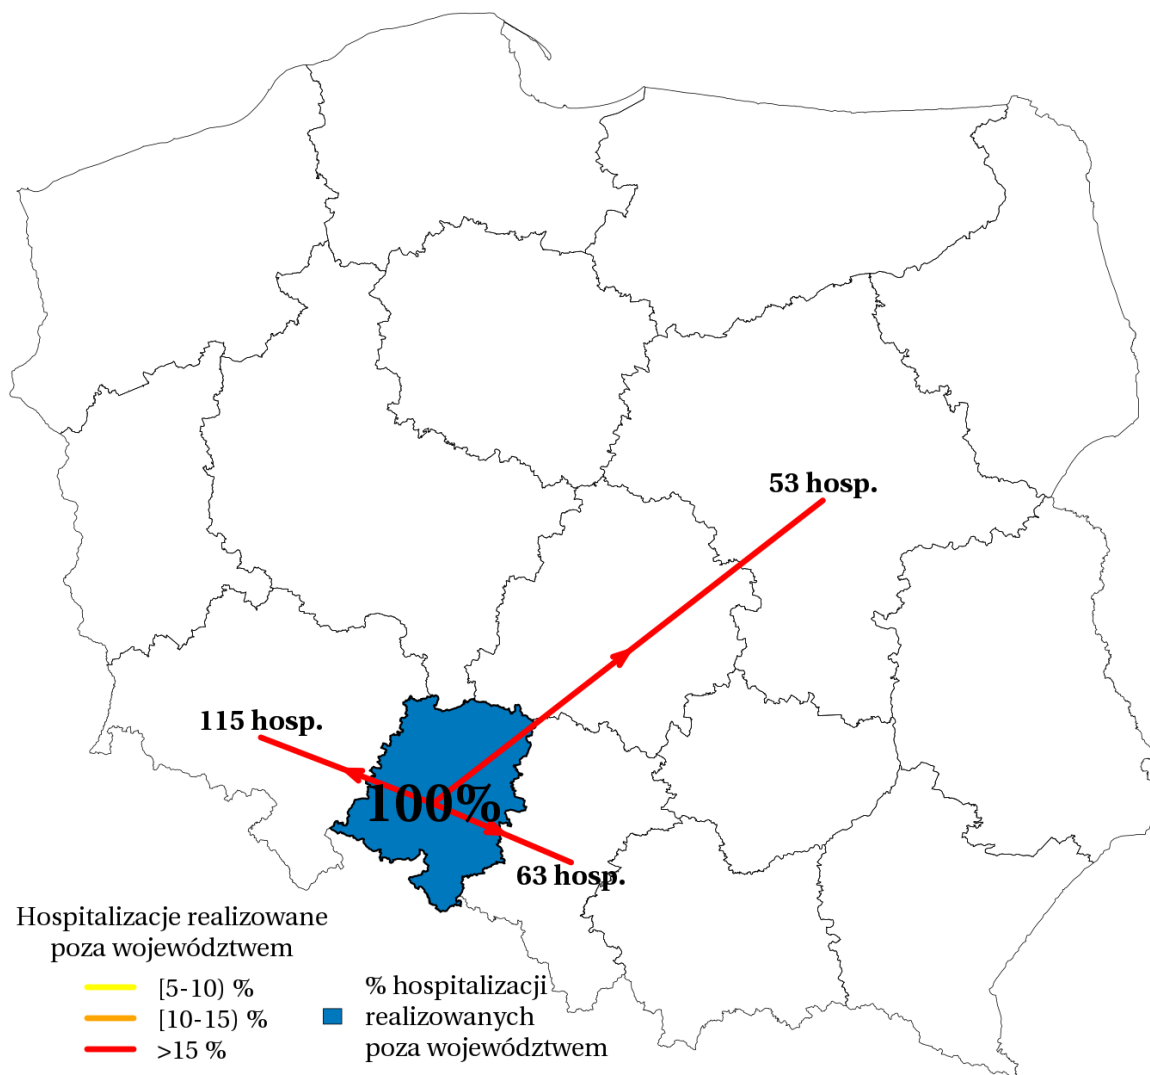 53 hosp.
115 hosp.
100%
63 hosp.
Hospitalizacje realizowane
poza województwem
[5-10) %
[10-15) %
>15 %
% hospitalizacji
realizowanych
poza województwem